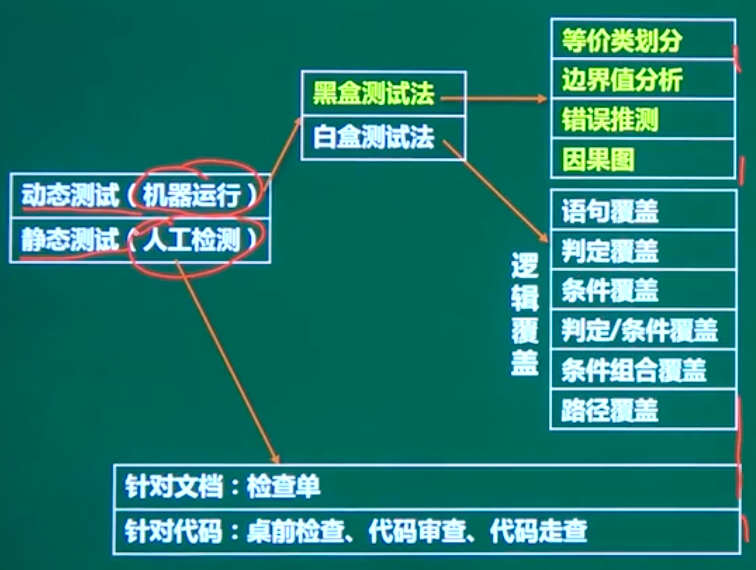 等价类划分
边界值分析
错误推测
因果图
黑盒测试法
白盒测试法
动态测试（机器运行）
静态测试（人工检测）
逻辑覆盖
语句覆盖
判定覆盖
条件覆盖
判定/条件覆盖
条件组合覆盖
路径覆盖
针对文档：检查单
针对代码：桌前检查、代码审查、代码走查